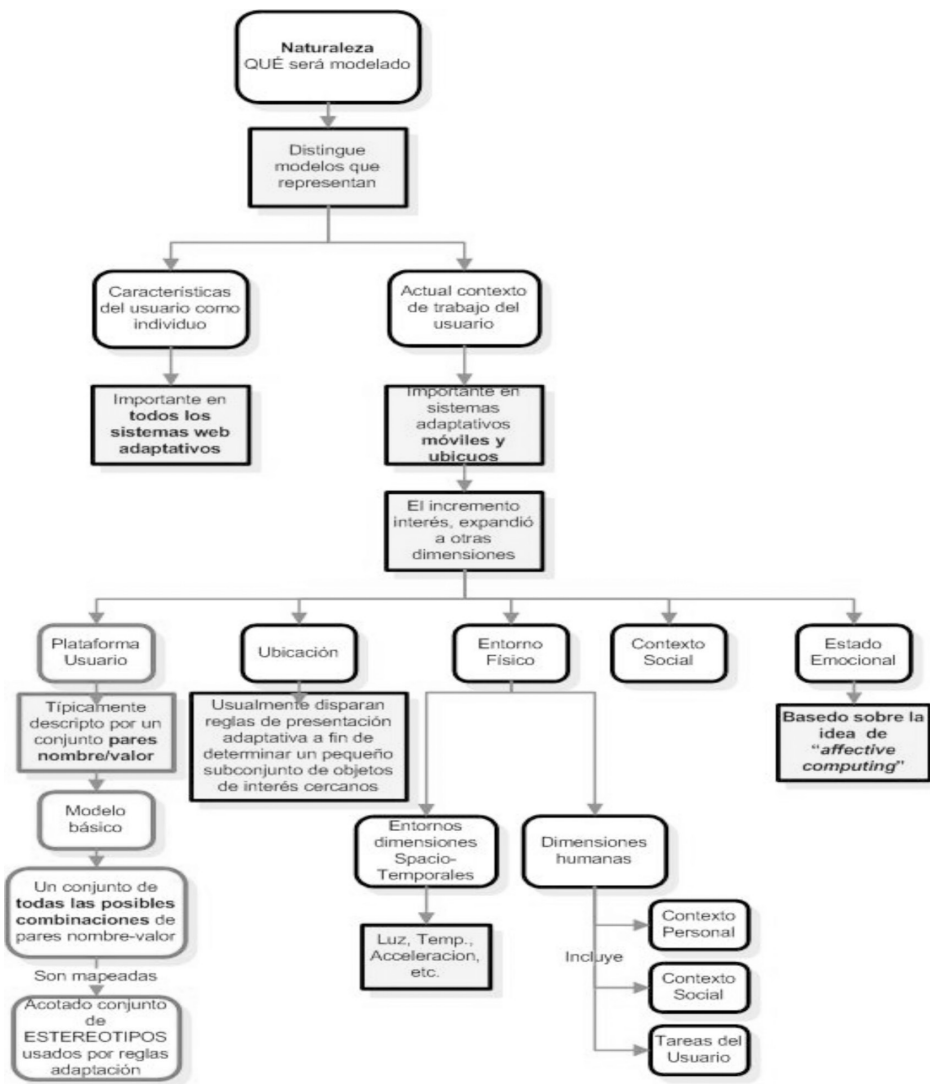 Naturaleza
QUÉ será modelado
Distingue
modelos que
representan
Características
del usuario como
individuo
Actual contexto
de trabajo del
usuario
Importante en
todos los
sistemas web
adaptativos
Importante en
sistemas
adaptativos
móviles y
ubicuos
El incremento
interés, expandió
a otras
dimensiones
Plataforma
Usuario
Ubicación
Entorno
Físico
Contexto
Social
Estado
Emocional
Típicamente
descripto por un
conjunto pares
nombre/valor
Usualmente disparan
reglas de presentación
adaptativa a fin de
determinar un pequeño
subconjunto de objetos
de interés cercanos
Basedo sobre la
idea de
“affective
computing”
Modelo
básico
Entornos
dimensiones
Spacio-
Temporales
Dimensiones
humanas
Un conjunto de
todas las posibles
combinaciones de
pares nombre-valor
Luz, Temp.,
Acceleracion,
etc.
Incluye
Contexto
Personal
Contexto
Social
Tareas del
Usuario
Son mapeadas
Acotado conjunto
de
ESTEREOTIPOS
usados por reglas
adaptación